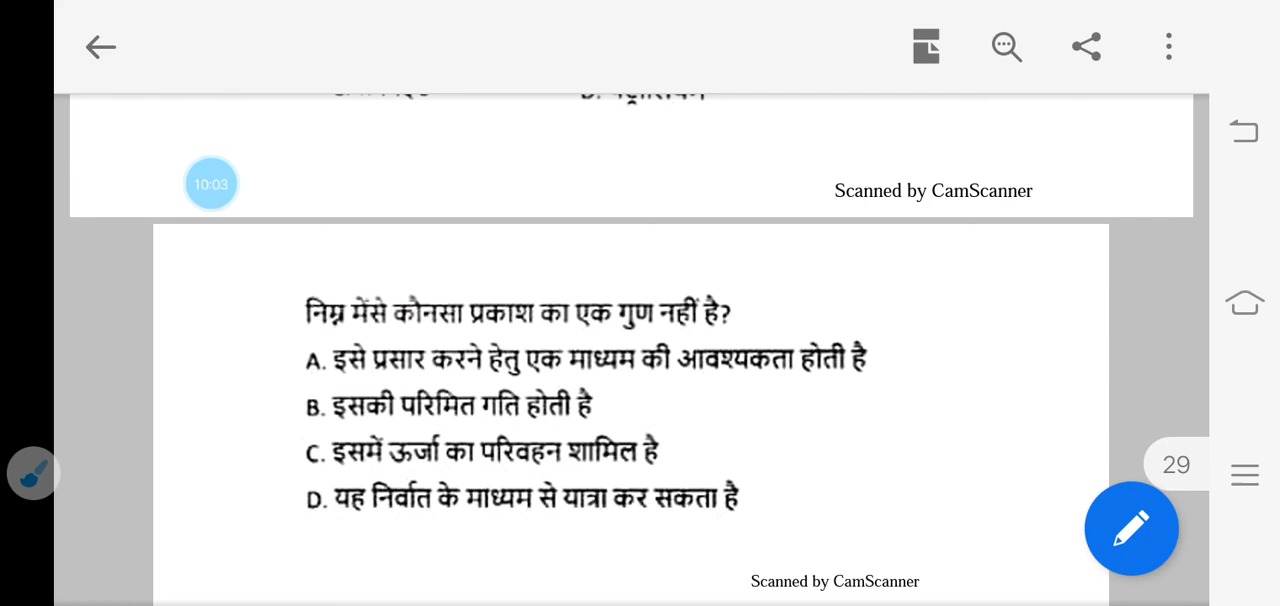 10:03
Scanned by CamScanner
निम्न मेंसे कौनसा प्रकाश का एक गुण नहीं है?
A. इसे प्रसार करने हेतु एक माध्यम की आवश्यकता होती है
B. इसकी परिमित गति होती है
C. इसमें ऊर्जा का परिवहन शामिल है
29
D. यह निर्वात के माध्यम से यात्रा कर सकता है
Scanned by CamScanner